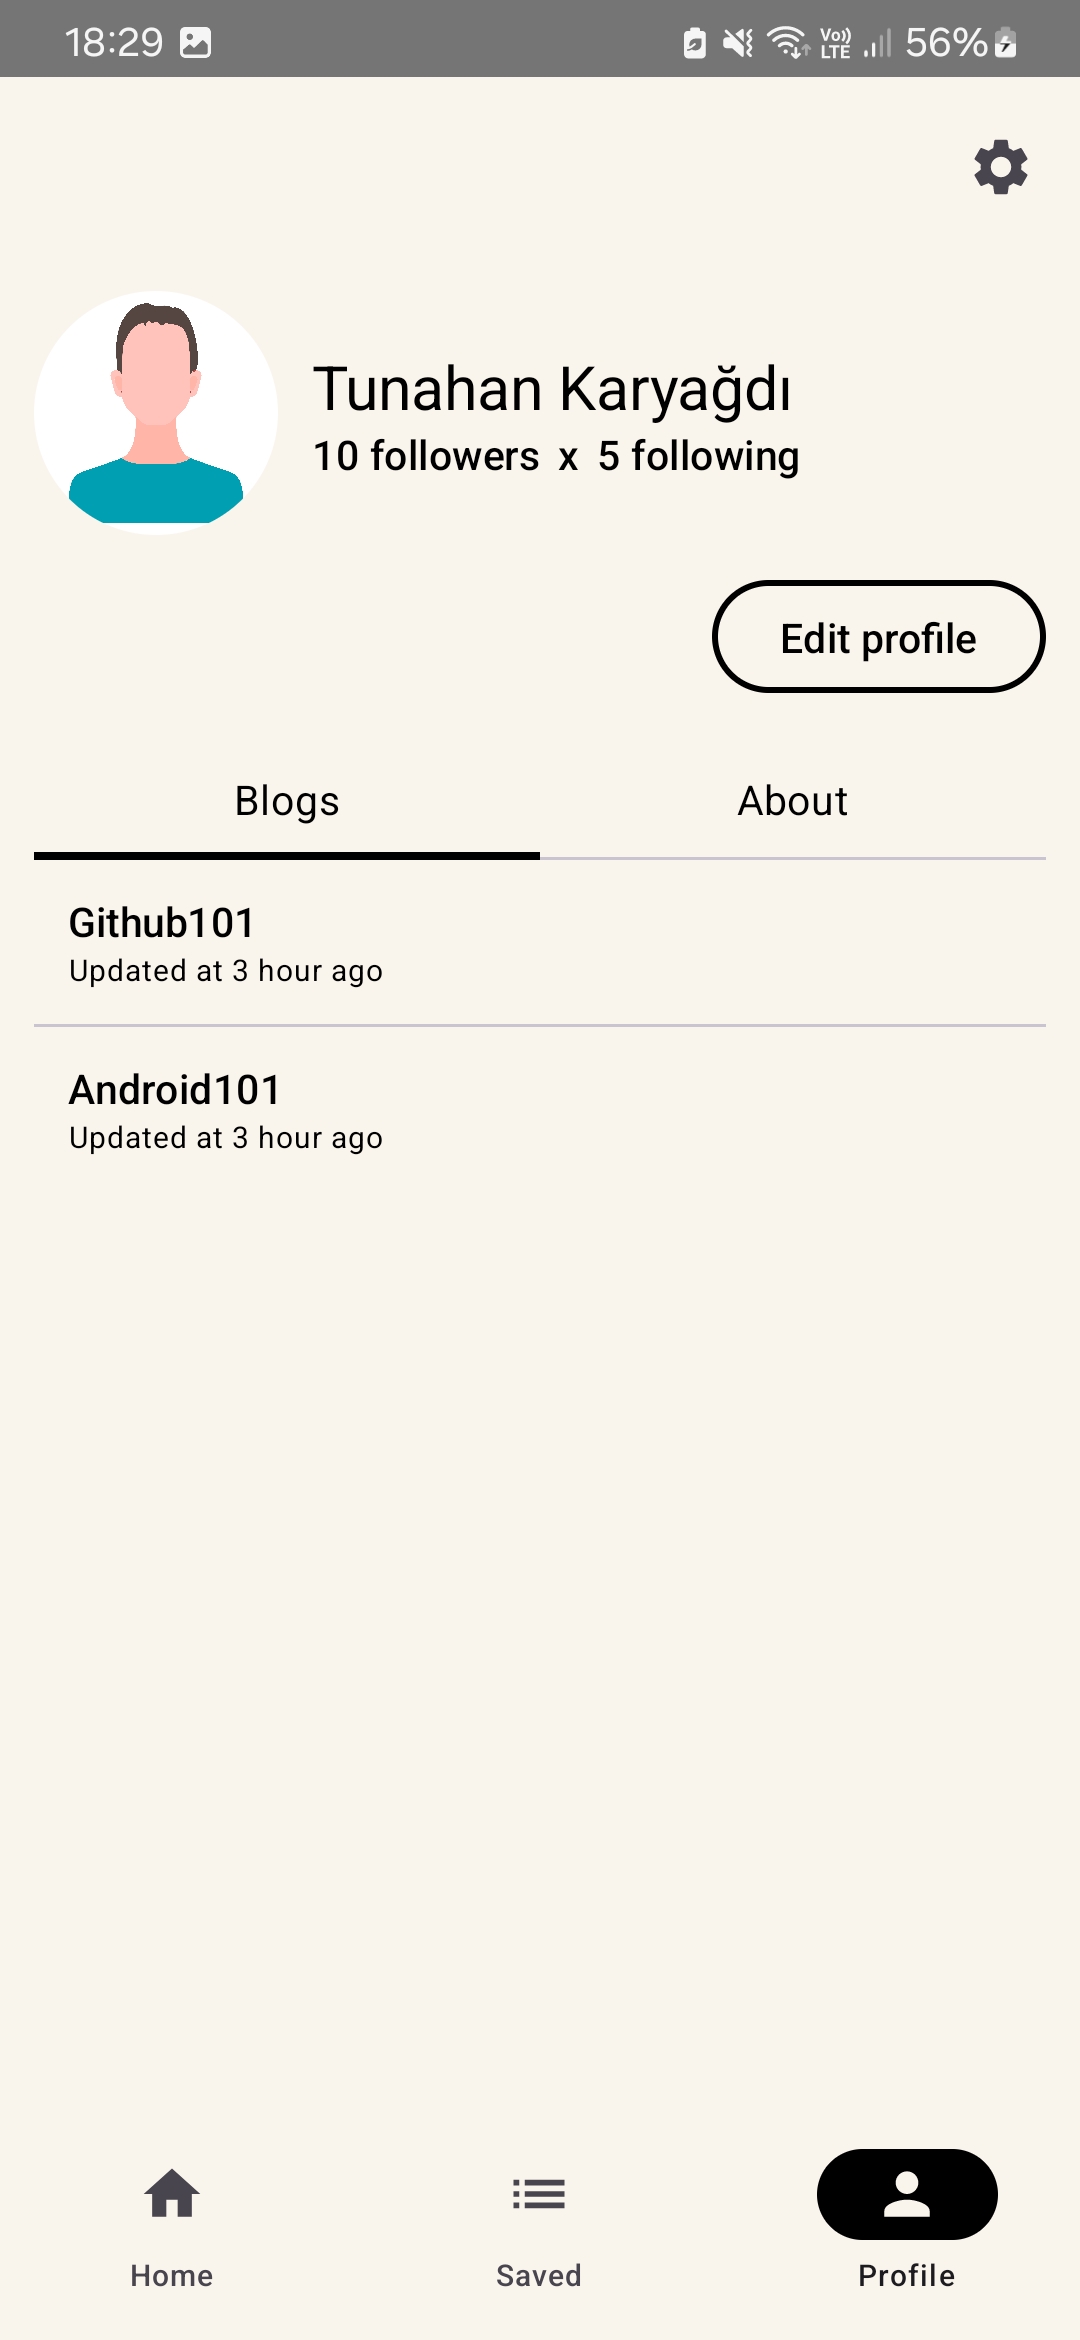 18:29 Vo)) LTE 56%
Tunahan Karyağdı
10 followers x 5 following
Edit profile
Blogs About
Github101
Updated at 3 hour ago
Android101
Updated at 3 hour ago
Home Saved Profile